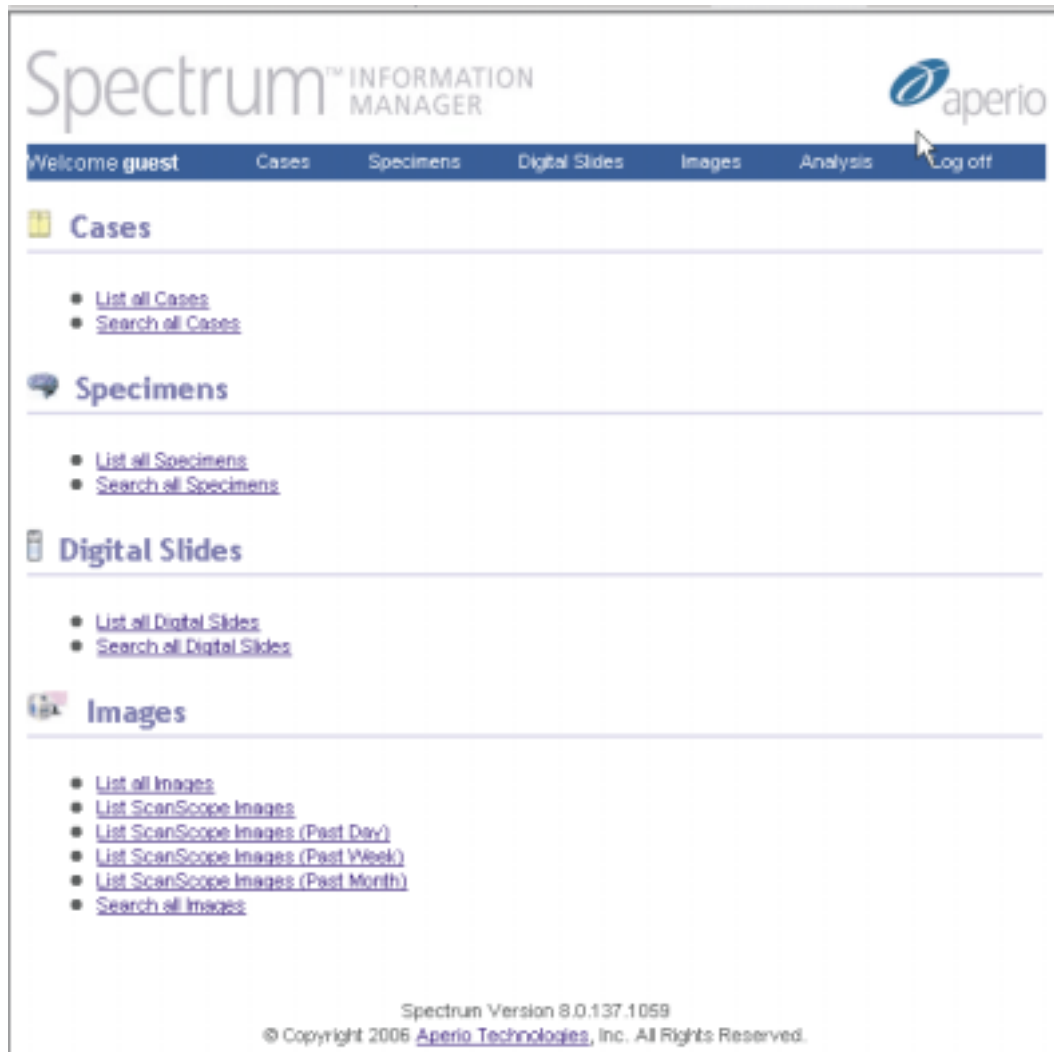 Spectrum™ INFORMATION MANAGER
aperio
Welcome guest Cases Specimens Digital Slides Images Analysis Log off
Cases
List all Cases
Search all Cases
Specimens
List all Specimens
Search all Specimens
Digital Slides
List all Digital Slides
Search all Digital Slides
Images
List all Images
List ScanScope Images
List ScanScope Images (Past Day)
List ScanScope Images (Past Week)
List ScanScope Images (Past Month)
Search all Images
Spectrum Version 8.0.137.1059
© Copyright 2006 Aperio Technologies, Inc. All Rights Reserved.